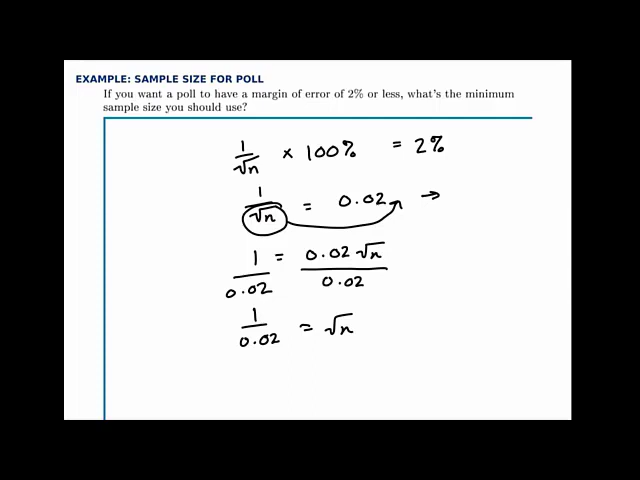 EXAMPLE: SAMPLE SIZE FOR POLL
If you want a poll to have a margin of error of 2% or less, what's the minimum
sample size you should use?
1/√n × 100% = 2%
1/√n = 0.02 →
1/0.02 = 0.02√n/0.02
1/0.02 = √n